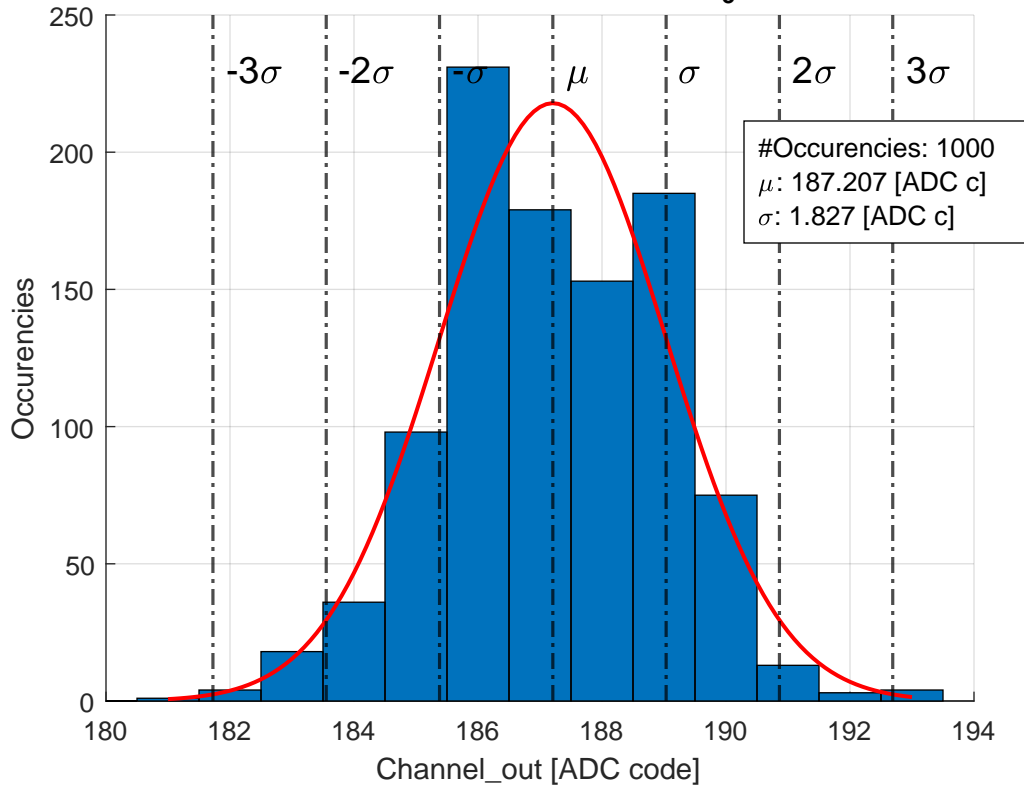 250
200
150
100
50
0
-3σ
-2σ
-σ
μ
σ
2σ
3σ
#Occurencies: 1000
μ: 187.207 [ADC c]
σ: 1.827 [ADC c]
Occurencies
180
182
184
186
188
190
192
194
Channel_out [ADC code]